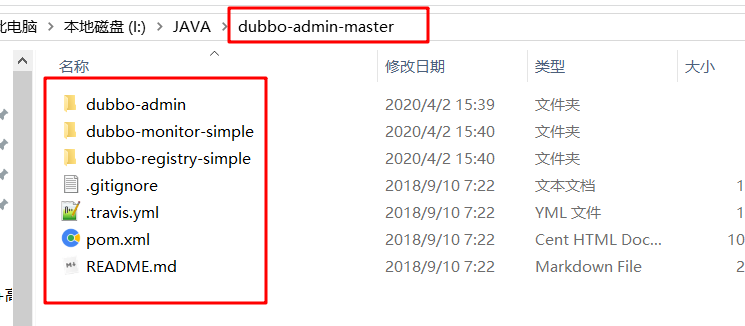 此电脑 > 本地磁盘 (I:) > JAVA > dubbo-admin-master
名称 修改日期 类型 大小
dubbo-admin 2020/4/2 15:39 文件夹
dubbo-monitor-simple 2020/4/2 15:40 文件夹
dubbo-registry-simple 2020/4/2 15:40 文件夹
.gitignore 2018/9/10 7:22 文本文档 1
.travis.yml 2018/9/10 7:22 YML 文件 1
pom.xml 2018/9/10 7:22 Cent HTML Doc... 10
README.md 2018/9/10 7:22 Markdown File 2